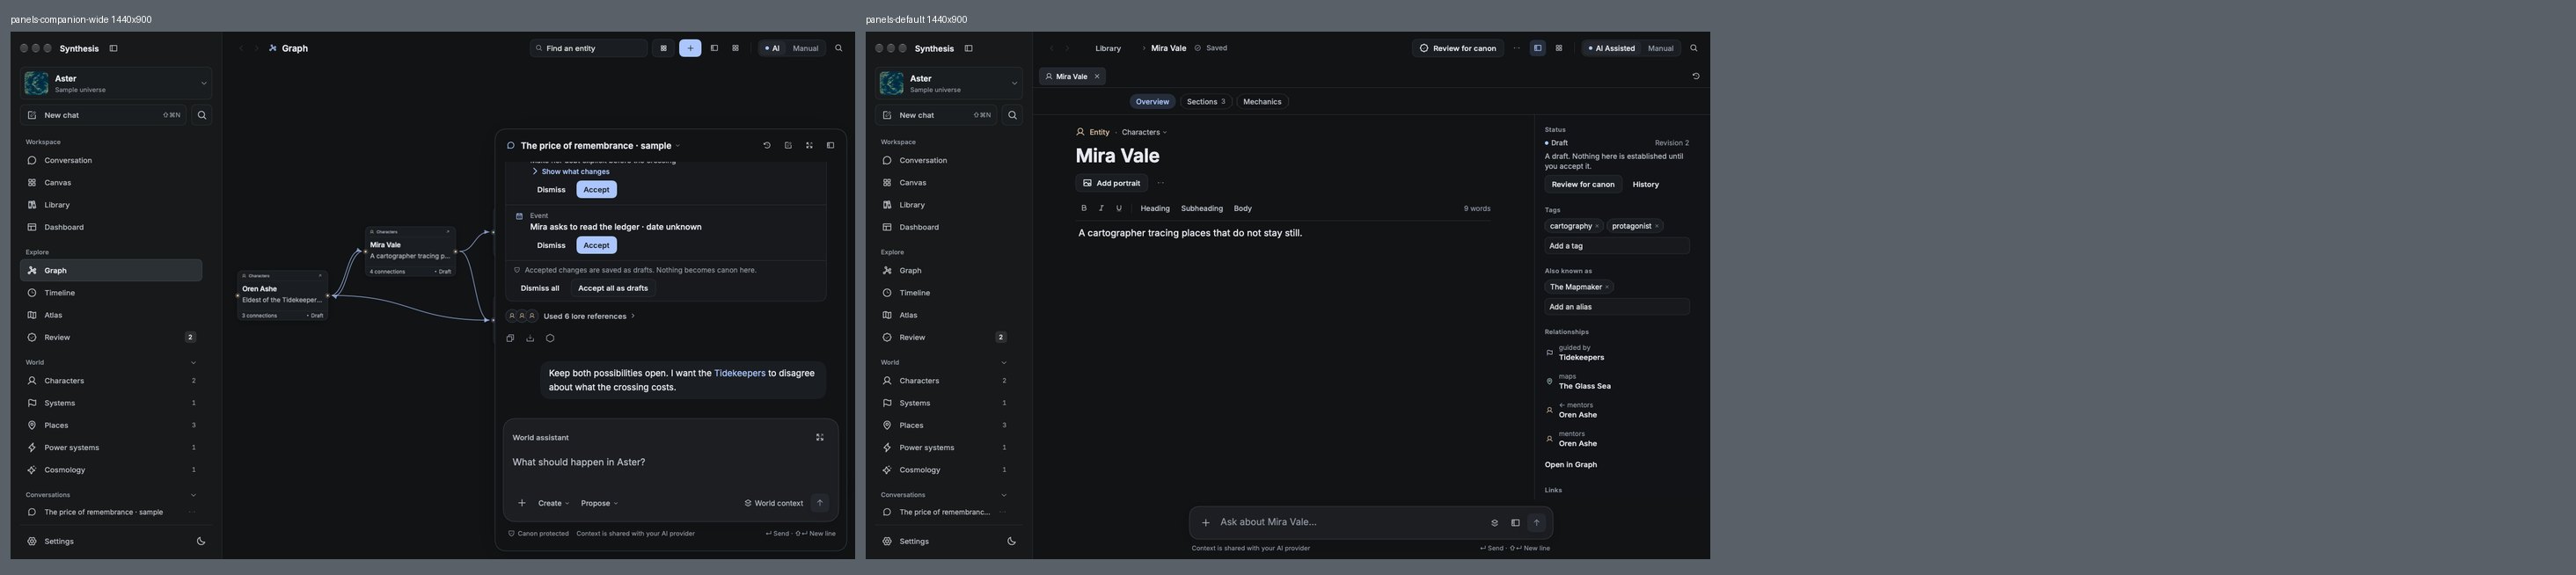 panels-companion-wide 1440x900
Synthesis
Aster
Sample universe
New chat
⇧⌘N
Workspace
Conversation
Canvas
Library
Dashboard
Explore
Graph
Timeline
Atlas
Review
2
World
Characters
2
Systems
1
Places
3
Power systems
1
Cosmology
1
Conversations
The price of remembrance · sample
Settings
Graph
Find an entity
AI
Manual
Characters
Oren Ashe
Eldest of the Tidekeeper...
3 connections
• Draft
Characters
Mira Vale
A cartographer tracing p...
4 connections
• Draft
The price of remembrance · sample
Show what changes
Dismiss
Accept
Event
Mira asks to read the ledger · date unknown
Dismiss
Accept
Accepted changes are saved as drafts. Nothing becomes canon here.
Dismiss all
Accept all as drafts
Used 6 lore references
Keep both possibilities open. I want the Tidekeepers to disagree
about what the crossing costs.
World assistant
What should happen in Aster?
Create
Propose
World context
Canon protected
Context is shared with your AI provider
↵ Send · ⇧↵ New line
panels-default 1440x900
Synthesis
Aster
Sample universe
New chat
⇧⌘N
Workspace
Conversation
Canvas
Library
Dashboard
Explore
Graph
Timeline
Atlas
Review
2
World
Characters
2
Systems
1
Places
3
Power systems
1
Cosmology
1
Conversations
The price of remembranc...
Settings
Library
› Mira Vale
Saved
Review for canon
AI Assisted
Manual
Mira Vale
Overview
Sections 3
Mechanics
Entity · Characters
Mira Vale
Add portrait
B
I
U
Heading
Subheading
Body
9 words
A cartographer tracing places that do not stay still.
Status
• Draft
Revision 2
A draft. Nothing here is established until
you accept it.
Review for canon
History
Tags
cartography ×
protagonist ×
Add a tag
Also known as
The Mapmaker ×
Add an alias
Relationships
guided by
Tidekeepers
maps
The Glass Sea
← mentors
Oren Ashe
mentors
Oren Ashe
Open in Graph
Links
Ask about Mira Vale...
Context is shared with your AI provider
↵ Send · ⇧↵ New line